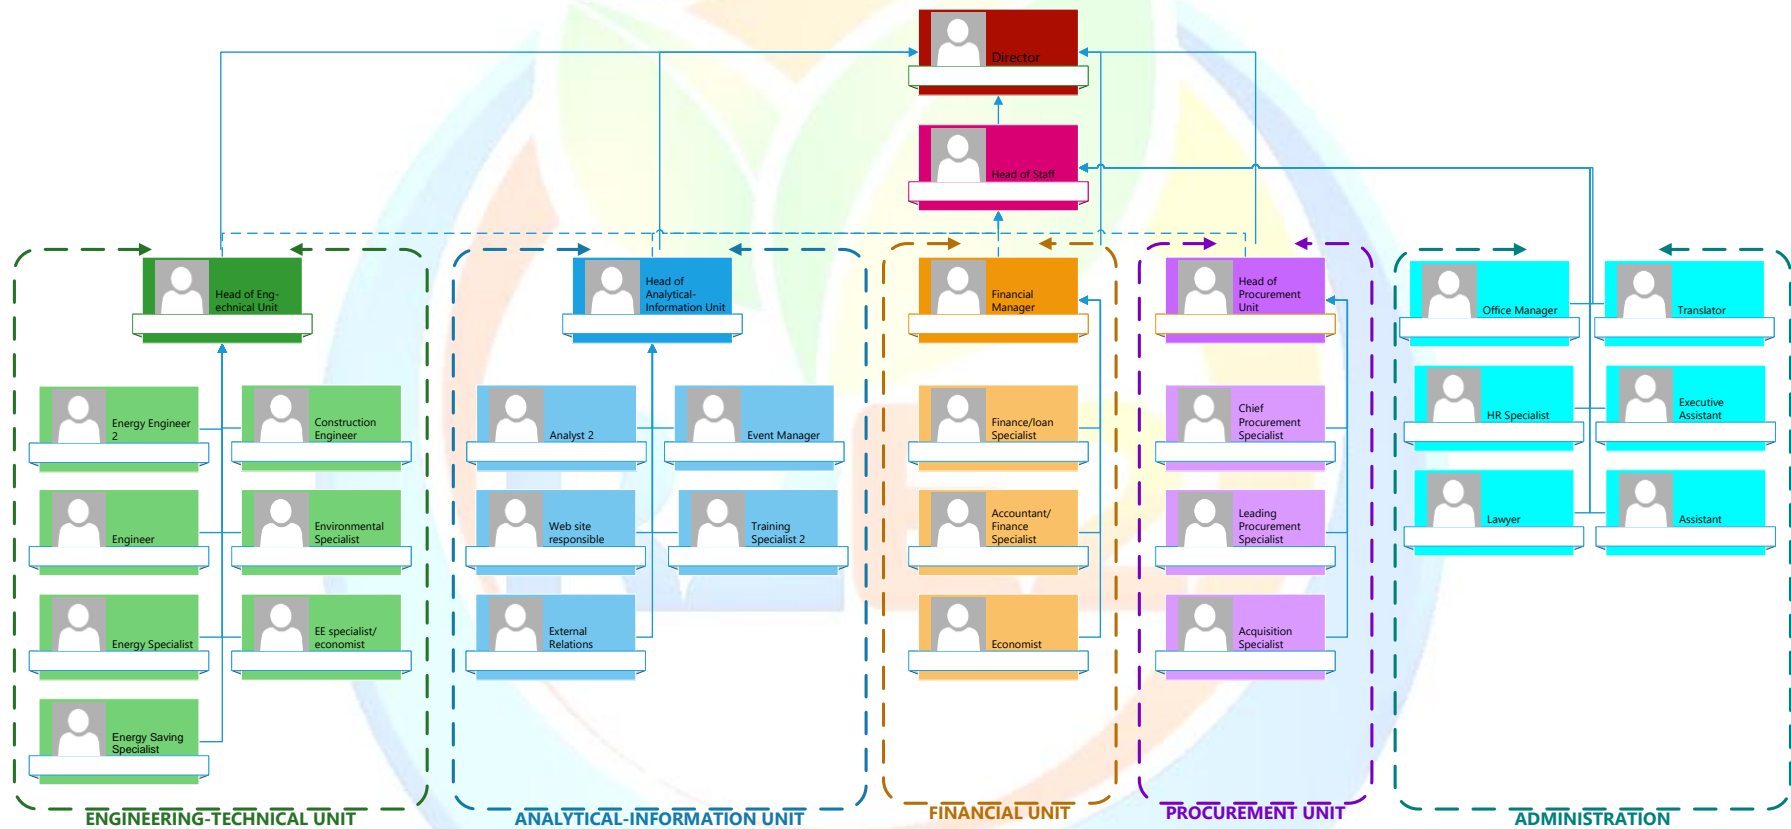 Director
Head of Staff
Head of Eng-
echnical Unit
Head of
Analytical-
Information Unit
Financial
Manager
Head of
Procurement
Unit
Office Manager
Translator
Energy Engineer
2
Construction
Engineer
Analyst 2
Event Manager
Finance/loan
Specialist
Chief
Procurement
Specialist
HR Specialist
Executive
Assistant
Engineer
Environmental
Specialist
Web site
responsible
Training
Specialist 2
Accountant/
Finance
Specialist
Leading
Procurement
Specialist
Lawyer
Assistant
Energy Specialist
EE specialist/
economist
External
Relations
Economist
Acquisition
Specialist
Energy Saving
Specialist
ENGINEERING-TECHNICAL UNIT
ANALYTICAL-INFORMATION UNIT
FINANCIAL UNIT
PROCUREMENT UNIT
ADMINISTRATION